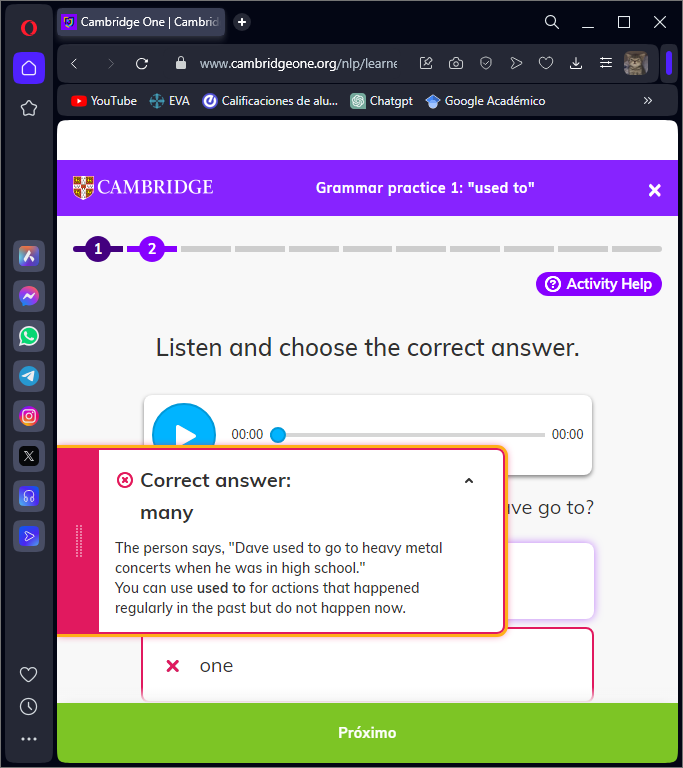 Cambridge One | Cambrid
www.cambridgeone.org/nlp/learne
YouTube
EVA
Calificaciones de alu...
Chatgpt
Google Académico
»
CAMBRIDGE
Grammar practice 1: "used to"
1
2
Activity Help
Listen and choose the correct answer.
00:00
00:00
ave go to?
Correct answer:
many
The person says, "Dave used to go to heavy metal
concerts when he was in high school."
You can use used to for actions that happened
regularly in the past but do not happen now.
one
Próximo